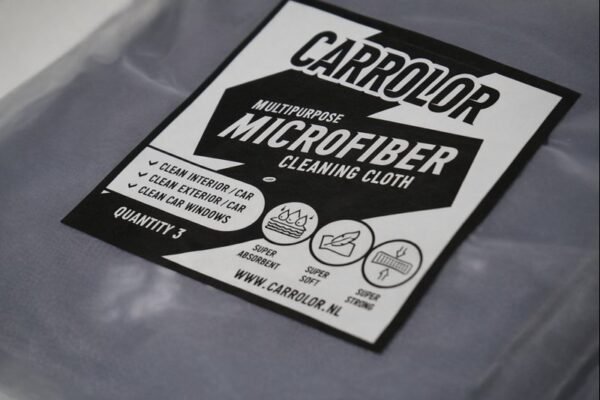 CARROLOR
MULTIPURPOSE
MICROFIBER
CLEANING CLOTH
✓ CLEAN INTERIOR/CAR
✓ CLEAN EXTERIOR/CAR
✓ CLEAN CAR WINDOWS
QUANTITY 3
SUPER
ABSORBENT
SUPER
SOFT
SUPER
STRONG
WWW.CARROLOR.NL